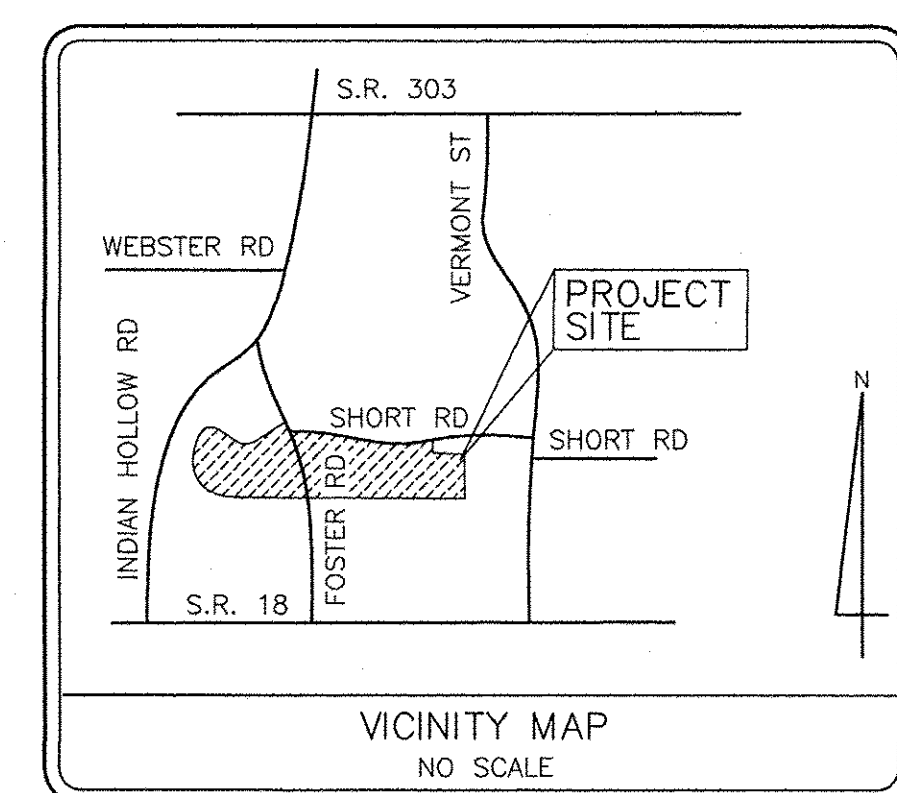 S.R. 303
VERMONT ST
WEBSTER RD
PROJECT
SITE
INDIAN HOLLOW RD
N
SHORT RD
SHORT RD
FOSTER RD
S.R. 18
VICINITY MAP
NO SCALE